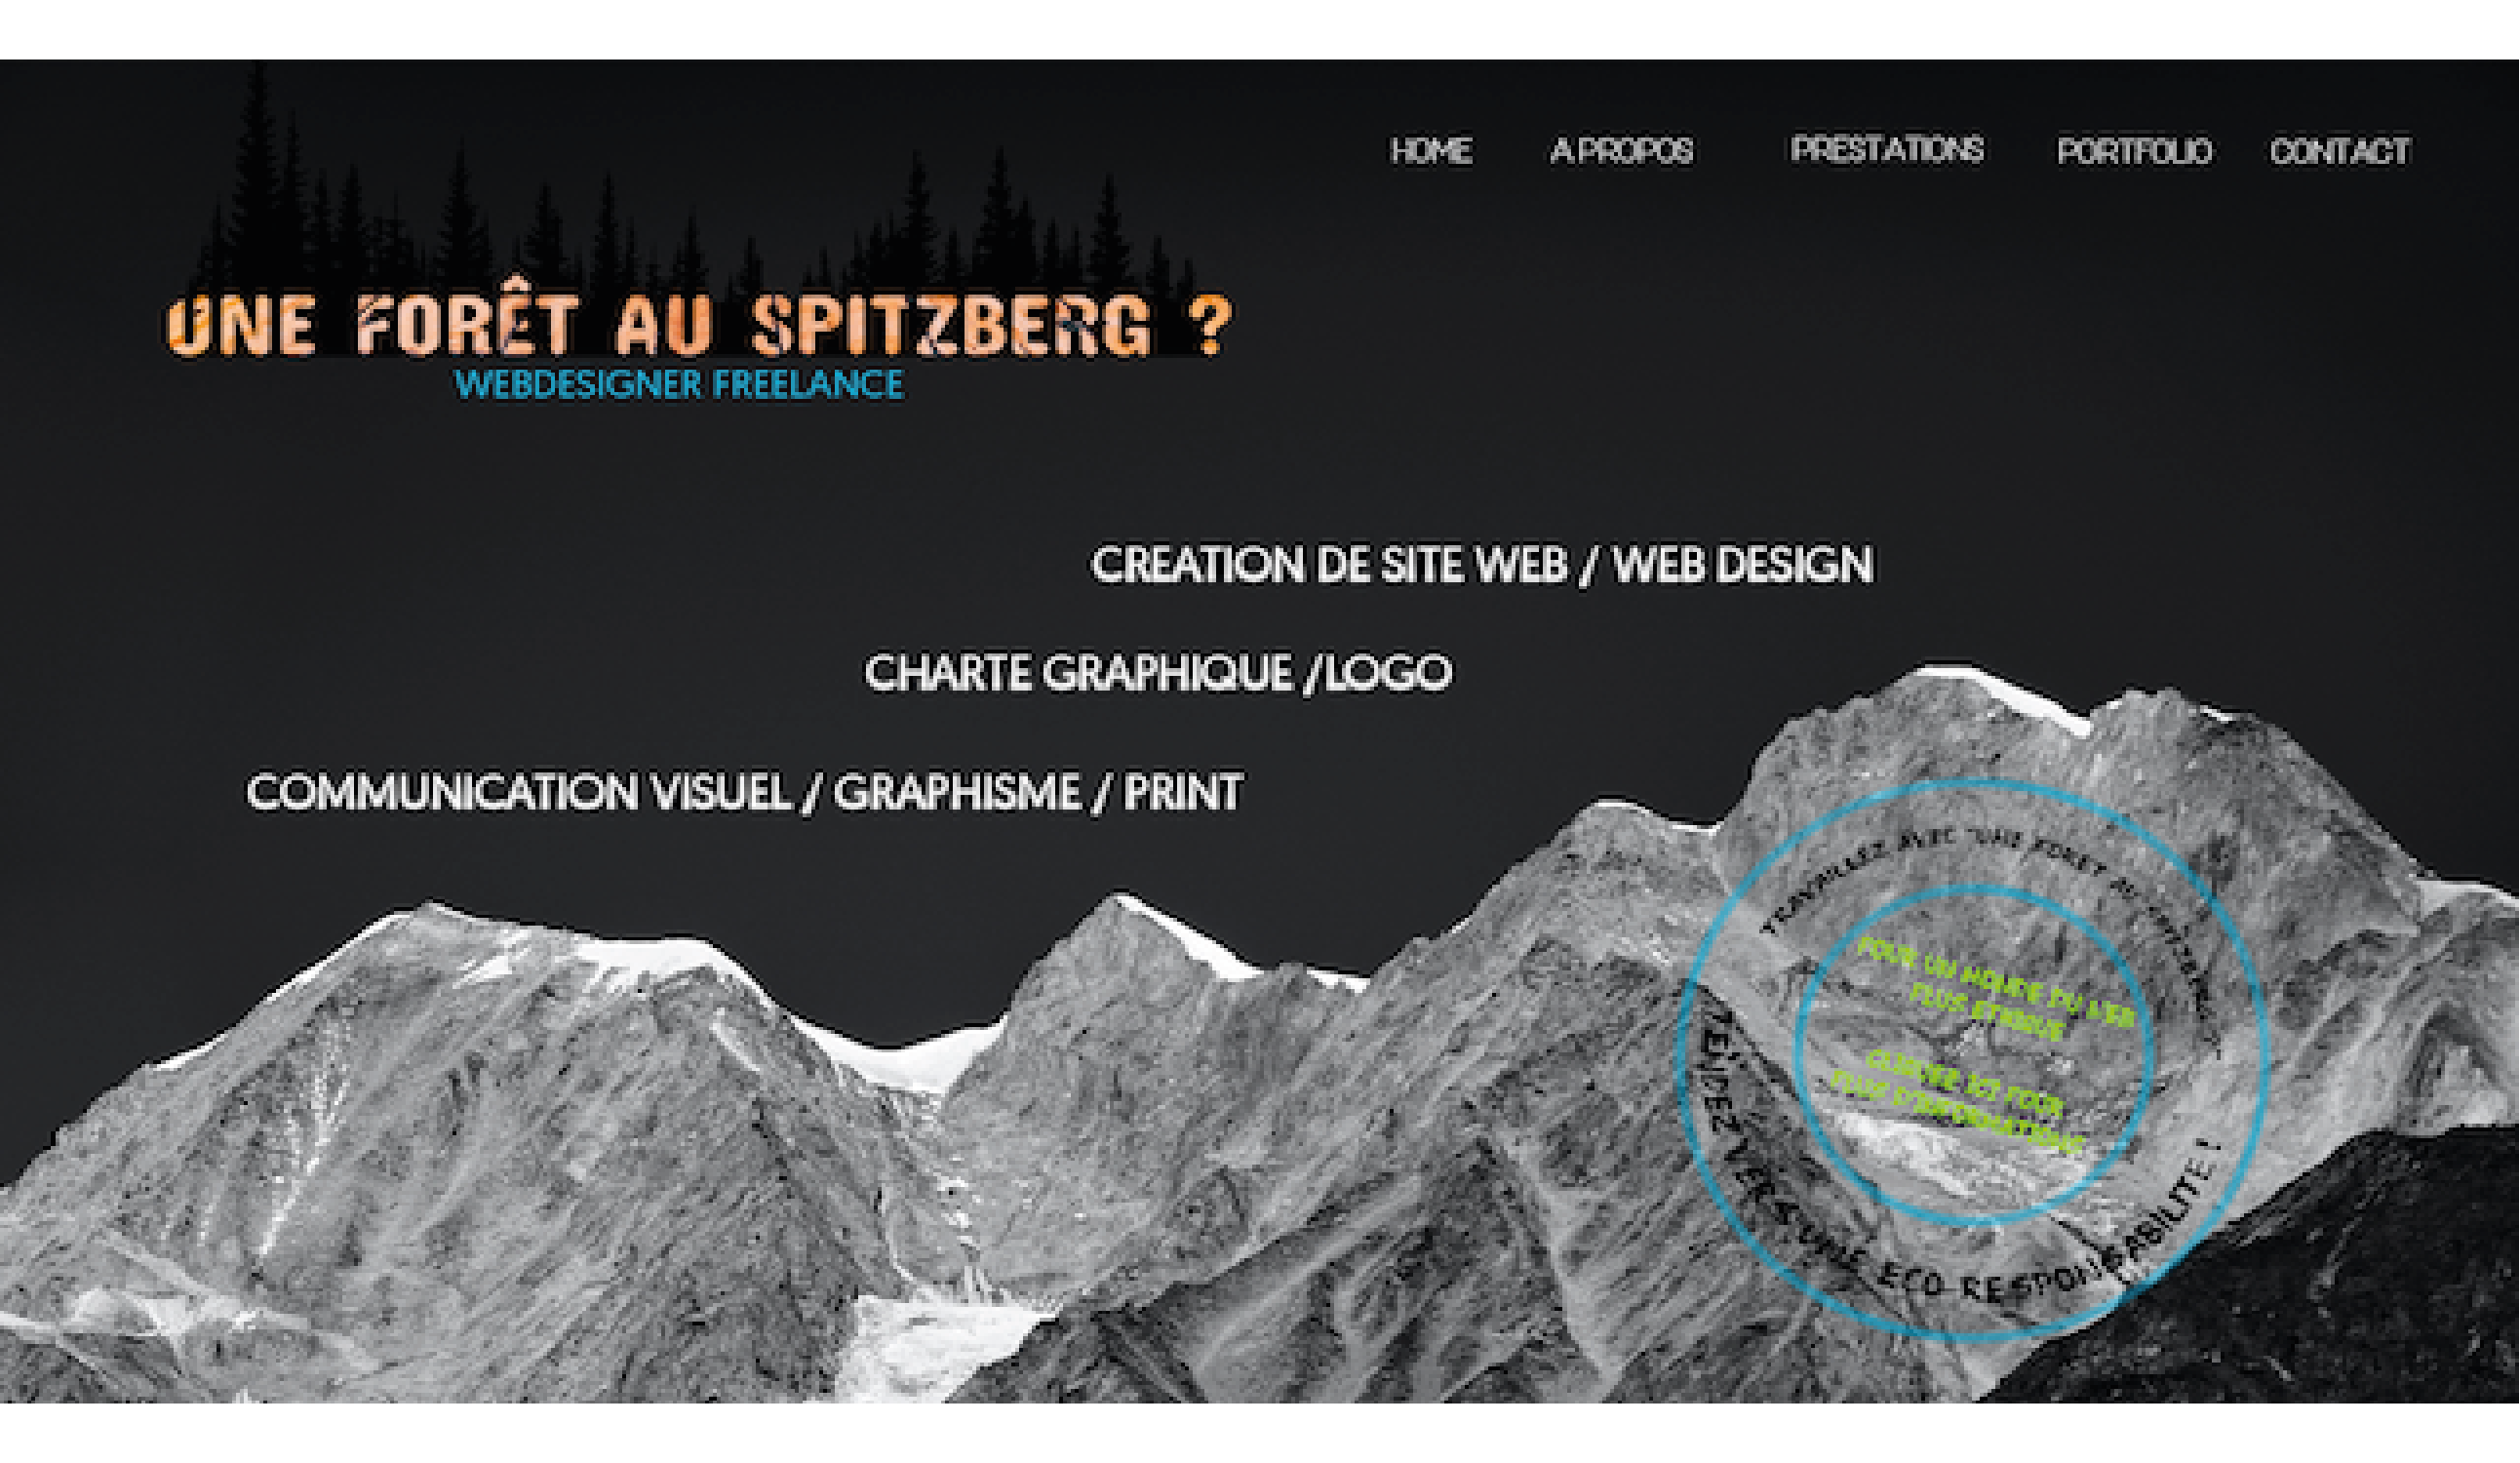 HOME A PROPOS PRESTATIONS PORTFOLIO CONTACT
UNE FORÊT AU SPITZBERG ?
WEBDESIGNER FREELANCE
CREATION DE SITE WEB / WEB DESIGN
CHARTE GRAPHIQUE /LOGO
COMMUNICATION VISUEL / GRAPHISME / PRINT
TRAVAILLEZ AVEC "UNE FORET AU SPITZBERG"
POUR UN MONDE DU WEB
PLUS ETHIQUE
CLIQUEZ ICI POUR
PLUS D'INFORMATIONS
TENDEZ VERS UNE ECO RESPONSABILITE !